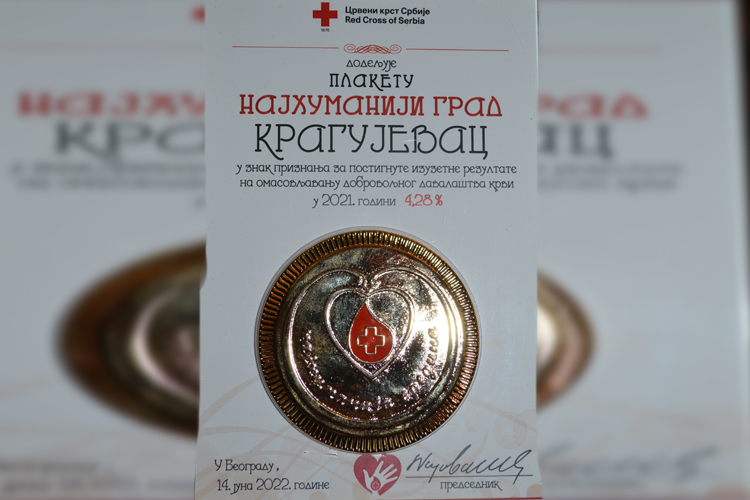 Црвени крст Србије
Red Cross of Serbia
1876
додељује
ПЛАКЕТУ
НАЈХУМАНИЈИ ГРАД
КРАГУЈЕВАЦ
у знак признања за постигнуте изузетне резултате
на омасовљавању добровољног давалаштва крви
у 2021. години 4,28 %
У Београду,
14. јуна 2022. године
председник